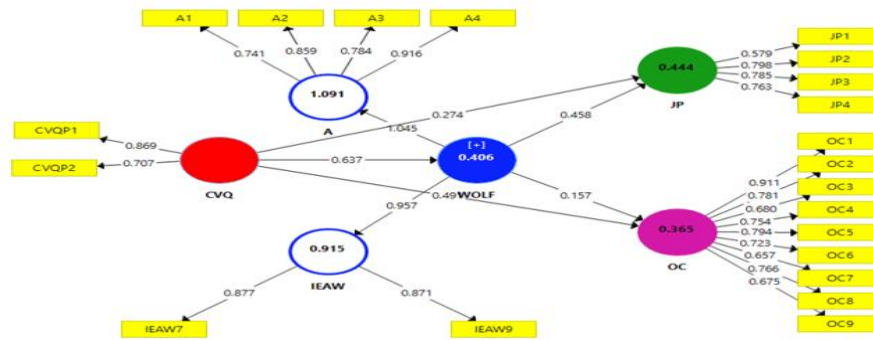 A1 A2 A3 A4
0.741 0.859 0.784 0.916
1.091
A
1.045
CVQP1
CVQP2
0.869
0.707
CVQ
0.637
0.274
0.49
[+]
0.406
WOLF
0.458
0.157
0.957
0.915
IEAW
0.877 0.871
IEAW7 IEAW9
0.444
JP
0.579 JP1
0.798 JP2
0.785 JP3
0.763 JP4
0.365
OC
0.911 OC1
0.781 OC2
0.680 OC3
0.754 OC4
0.794 OC5
0.723 OC6
0.657 OC7
0.766 OC8
0.675 OC9